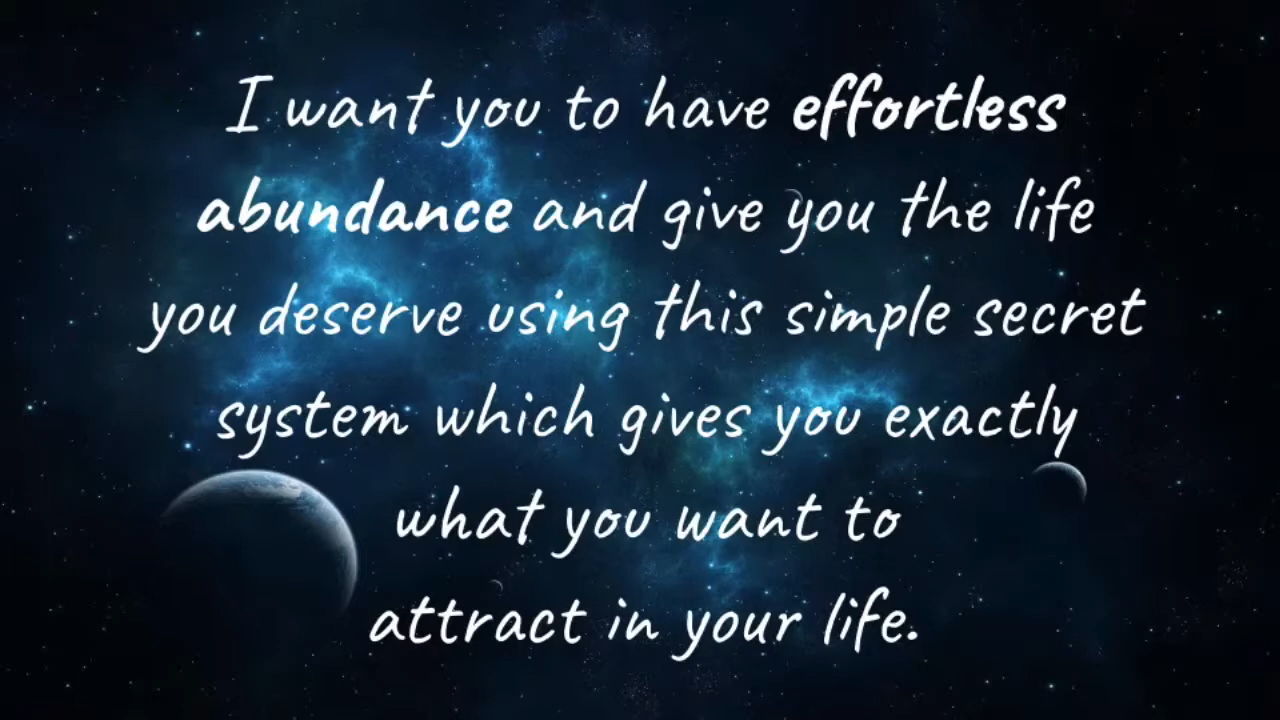 I want you to have effortless
abundance and give you the life
you deserve using this simple secret
system which gives you exactly
what you want to
attract in your life.